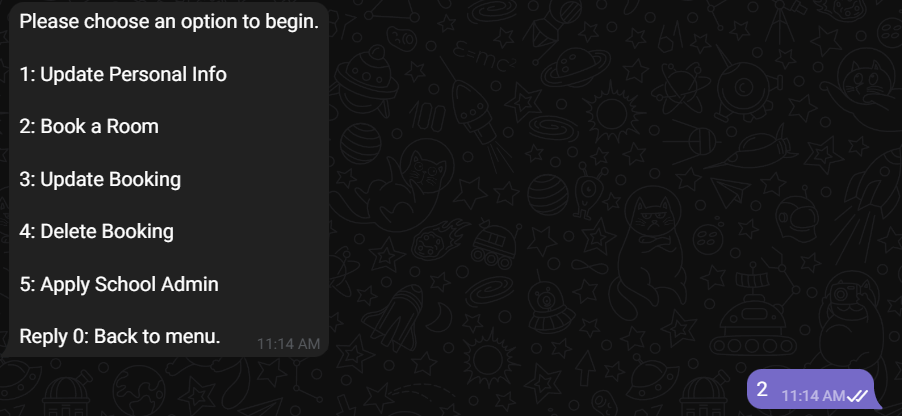 Please choose an option to begin.
1: Update Personal Info
2: Book a Room
3: Update Booking
4: Delete Booking
5: Apply School Admin
Reply 0: Back to menu.
11:14 AM
2
11:14 AM